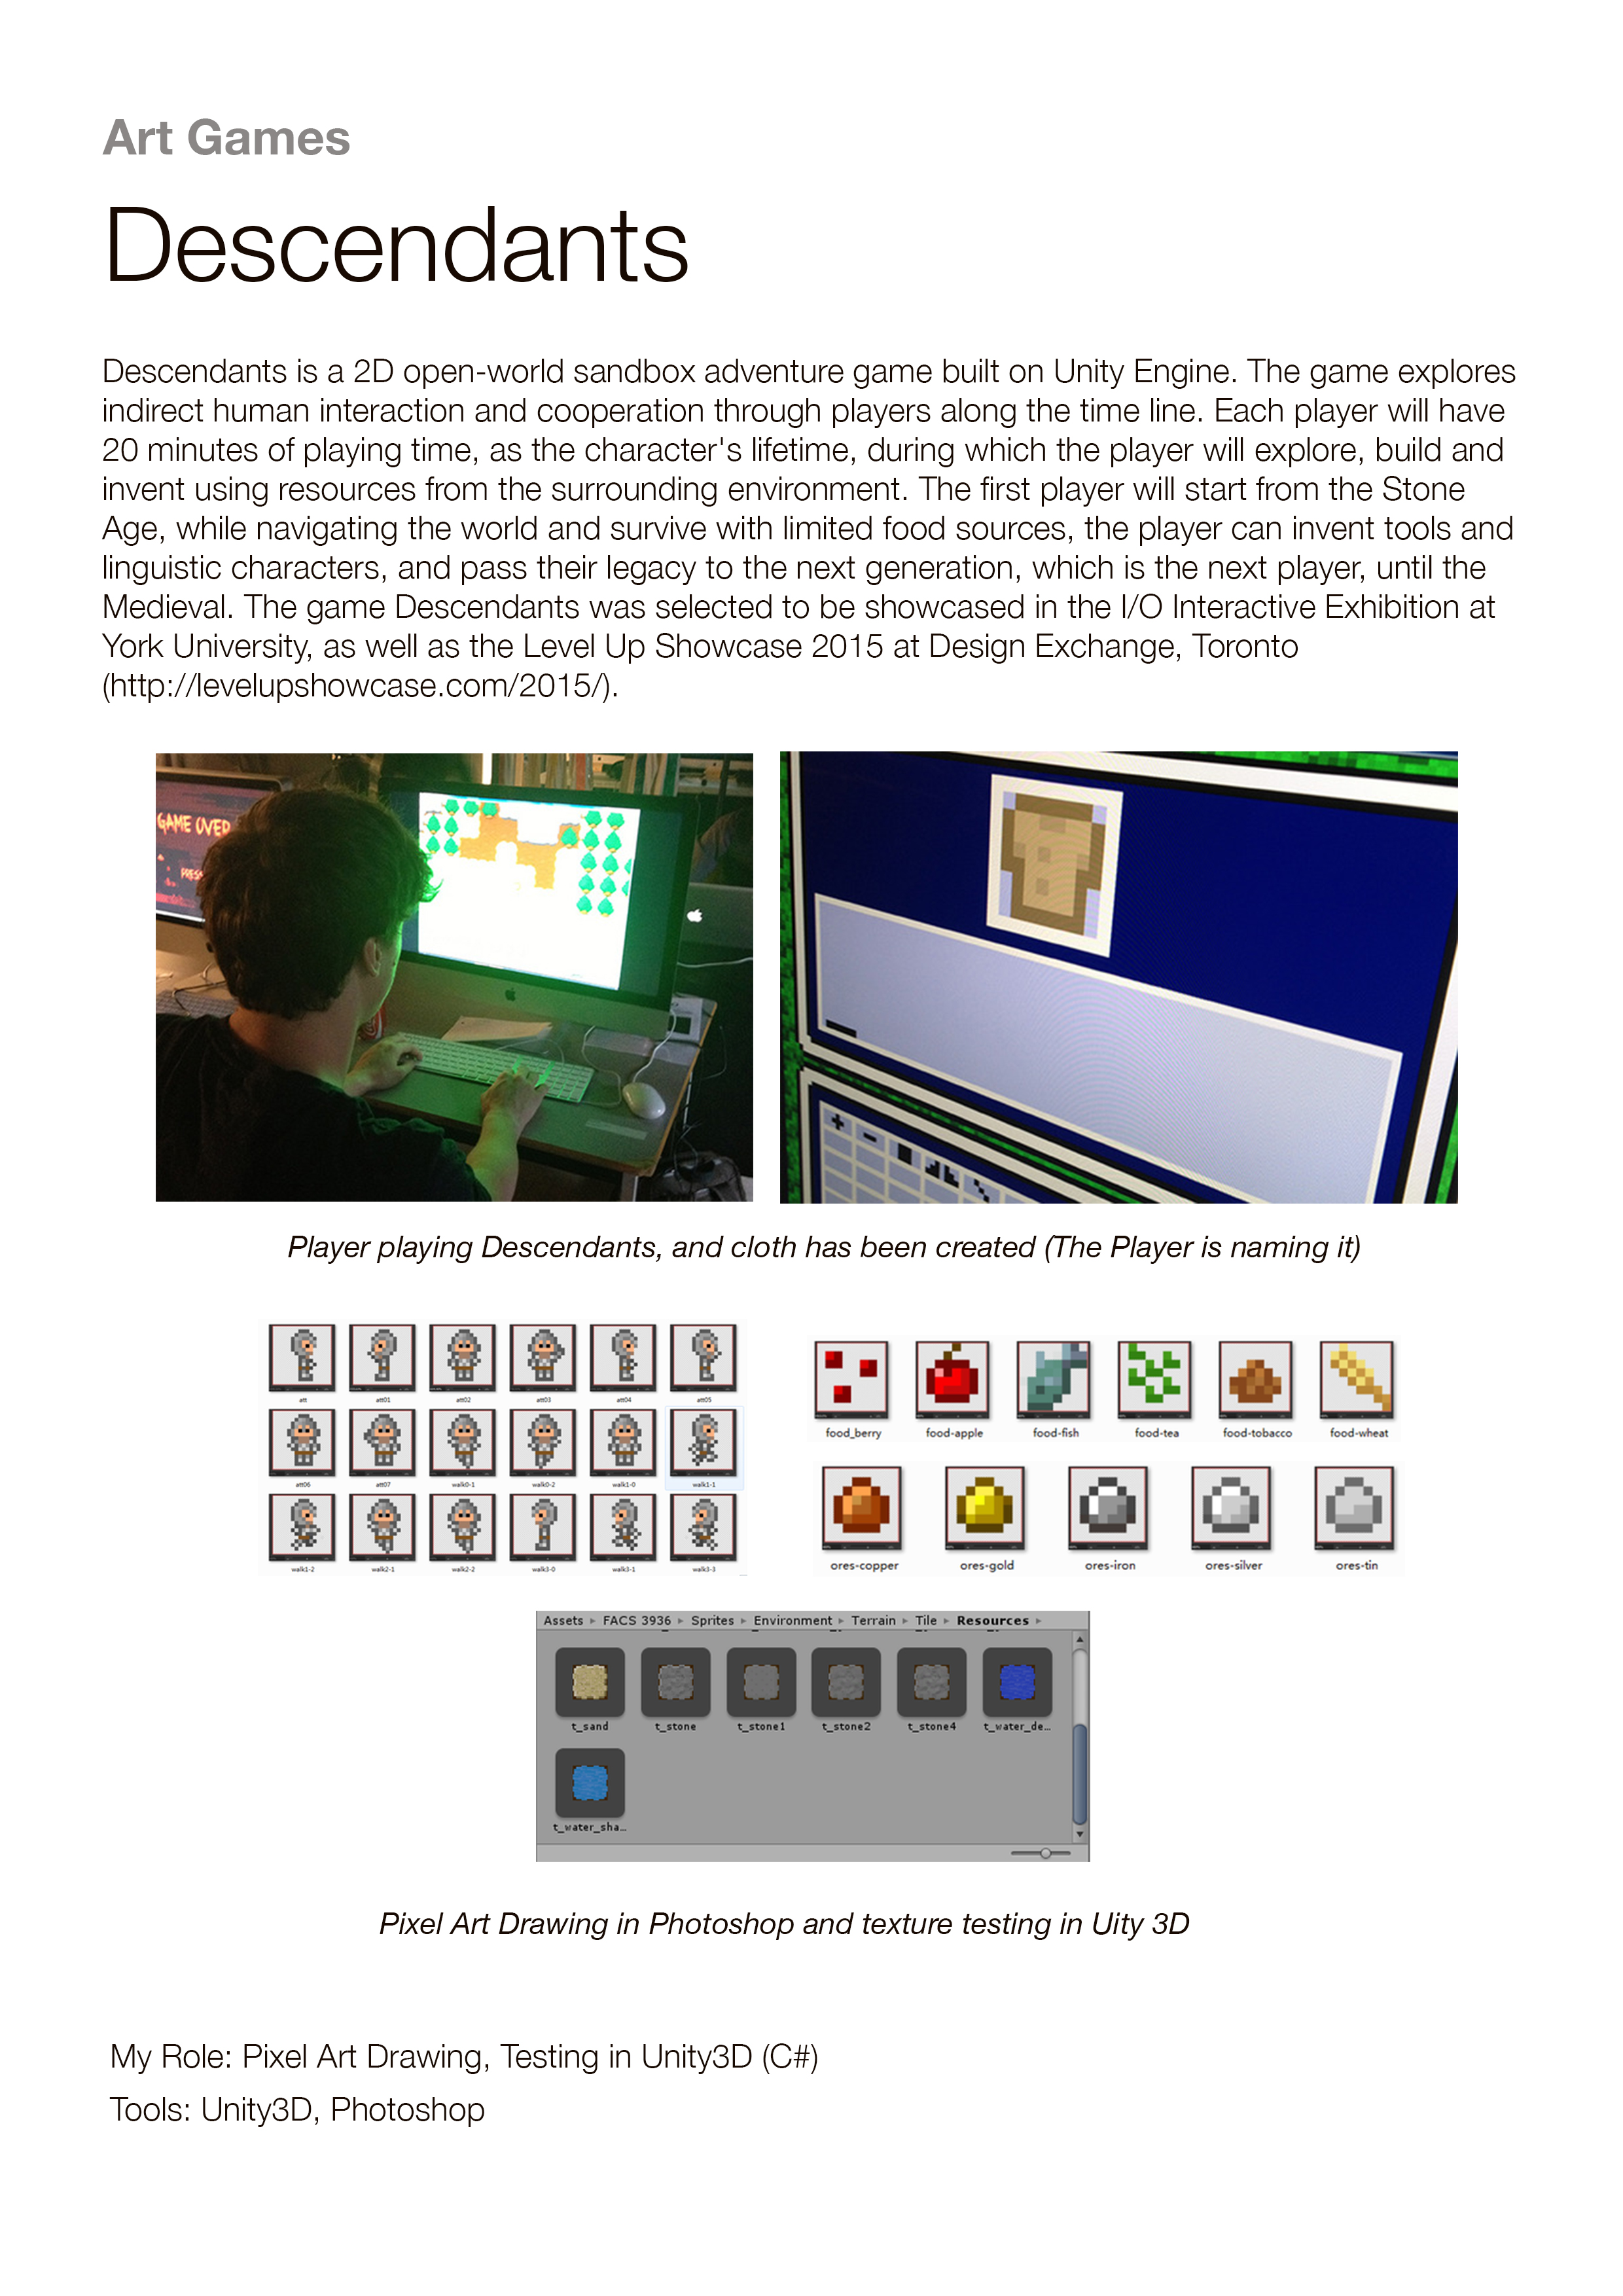 Art Games
Descendants
Descendants is a 2D open-world sandbox adventure game built on Unity Engine. The game explores
indirect human interaction and cooperation through players along the time line. Each player will have
20 minutes of playing time, as the character's lifetime, during which the player will explore, build and
invent using resources from the surrounding environment. The first player will start from the Stone
Age, while navigating the world and survive with limited food sources, the player can invent tools and
linguistic characters, and pass their legacy to the next generation, which is the next player, until the
Medieval. The game Descendants was selected to be showcased in the I/O Interactive Exhibition at
York University, as well as the Level Up Showcase 2015 at Design Exchange, Toronto
(http://levelupshowcase.com/2015/).
GAME OVER
PRESS
Player playing Descendants, and cloth has been created (The Player is naming it)
att att01 att02 att03 att04 att05
att06 att07 walk0-1 walk0-2 walk1-0 walk1-1
walk1-2 walk2-1 walk2-2 walk3-0 walk3-1 walk3-3
food_berry food-apple food-fish food-tea food-tobacco food-wheat
ores-copper ores-gold ores-iron ores-silver ores-tin
Assets ▸ FACS 3936 ▸ Sprites ▸ Environment ▸ Terrain ▸ Tile ▸ Resources ▸
t_sand t_stone t_stone1 t_stone2 t_stone4 t_water_de...
t_water_sha...
Pixel Art Drawing in Photoshop and texture testing in Uity 3D
My Role: Pixel Art Drawing, Testing in Unity3D (C#)
Tools: Unity3D, Photoshop